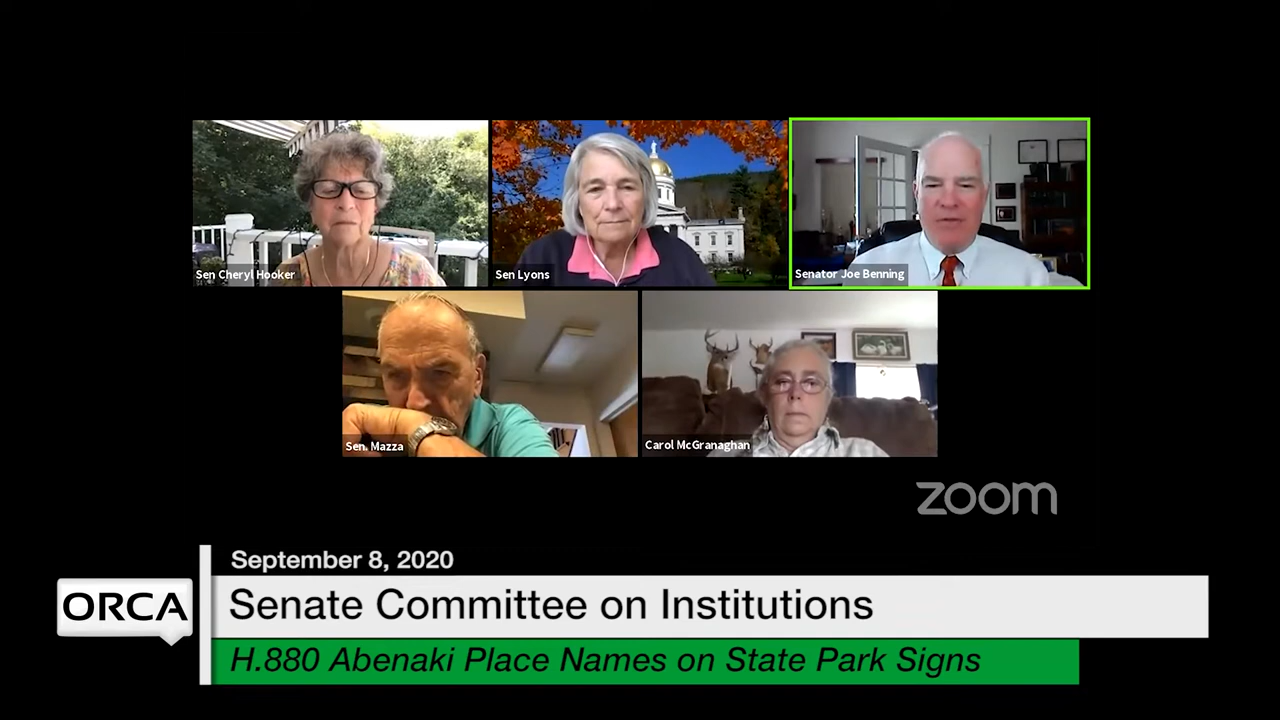 Sen Cheryl Hooker
Sen Lyons
Senator Joe Benning
Sen. Mazza
Carol McGranaghan
zoom
September 8, 2020
ORCA
Senate Committee on Institutions
H.880 Abenaki Place Names on State Park Signs